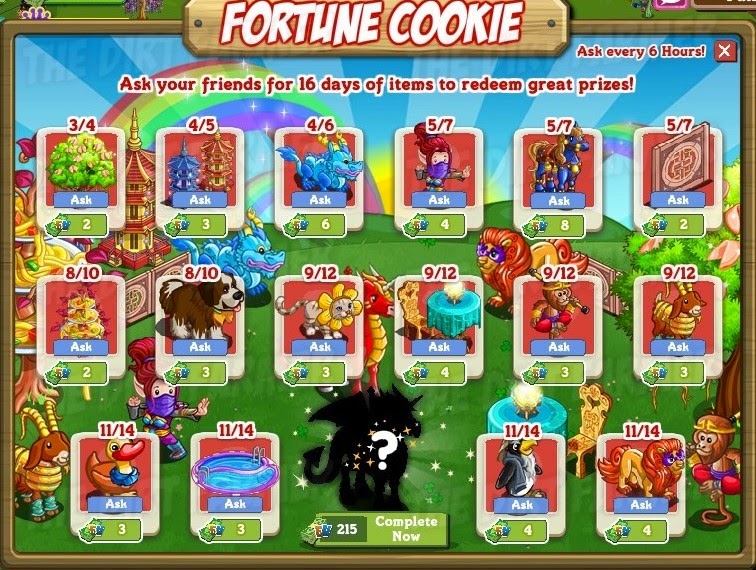 FORTUNE COOKIE
Ask every 6 Hours! X
Ask your friends for 16 days of items to redeem great prizes!
3/4 4/5 4/6 5/7 5/7 5/7
Ask Ask Ask Ask Ask Ask
2 3 6 4 8 2
8/10 8/10 9/12 9/12 9/12 9/12
Ask Ask Ask Ask Ask Ask
2 3 3 4 3 3
11/14 11/14 11/14 11/14
?
Ask Ask Ask Ask
3 3 215 Complete Now 4 4